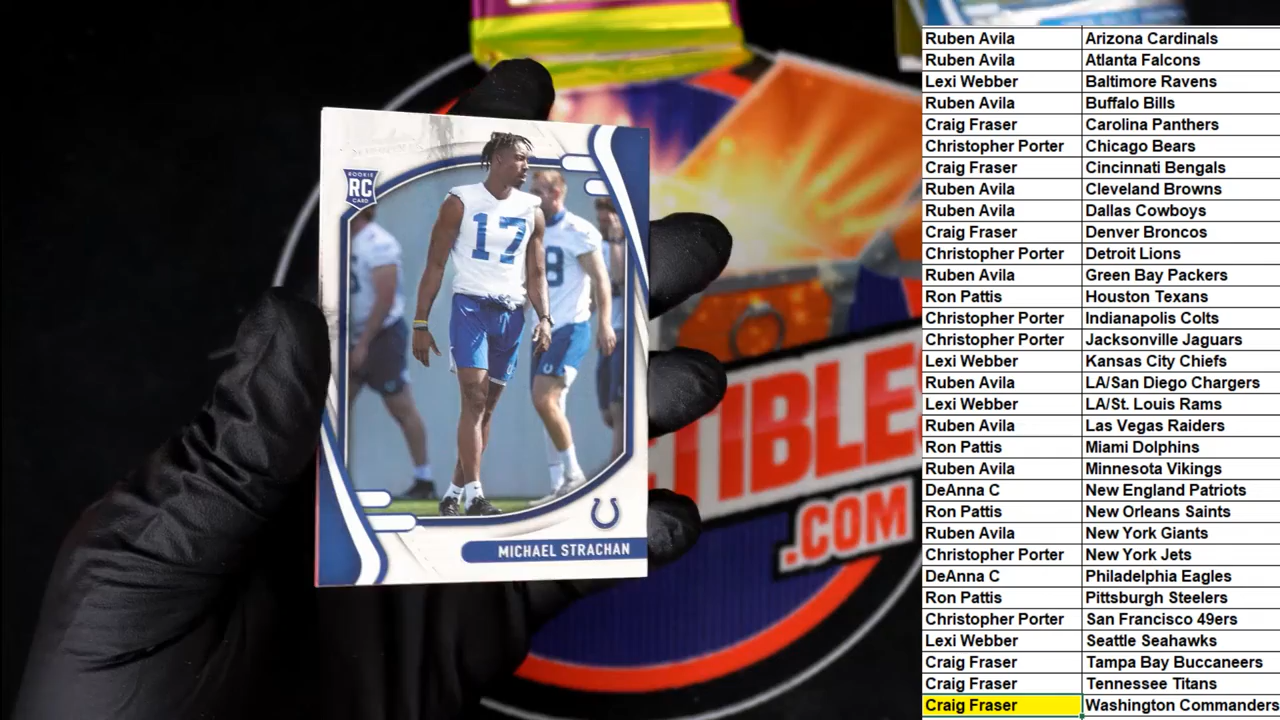 ROOKIE
RC
CARD
17
8
MICHAEL STRACHAN
TIBLES
.COM
Ruben Avila Arizona Cardinals
Ruben Avila Atlanta Falcons
Lexi Webber Baltimore Ravens
Ruben Avila Buffalo Bills
Craig Fraser Carolina Panthers
Christopher Porter Chicago Bears
Craig Fraser Cincinnati Bengals
Ruben Avila Cleveland Browns
Ruben Avila Dallas Cowboys
Craig Fraser Denver Broncos
Christopher Porter Detroit Lions
Ruben Avila Green Bay Packers
Ron Pattis Houston Texans
Christopher Porter Indianapolis Colts
Christopher Porter Jacksonville Jaguars
Lexi Webber Kansas City Chiefs
Ruben Avila LA/San Diego Chargers
Lexi Webber LA/St. Louis Rams
Ruben Avila Las Vegas Raiders
Ron Pattis Miami Dolphins
Ruben Avila Minnesota Vikings
DeAnna C New England Patriots
Ron Pattis New Orleans Saints
Ruben Avila New York Giants
Christopher Porter New York Jets
DeAnna C Philadelphia Eagles
Ron Pattis Pittsburgh Steelers
Christopher Porter San Francisco 49ers
Lexi Webber Seattle Seahawks
Craig Fraser Tampa Bay Buccaneers
Craig Fraser Tennessee Titans
Craig Fraser Washington Commanders